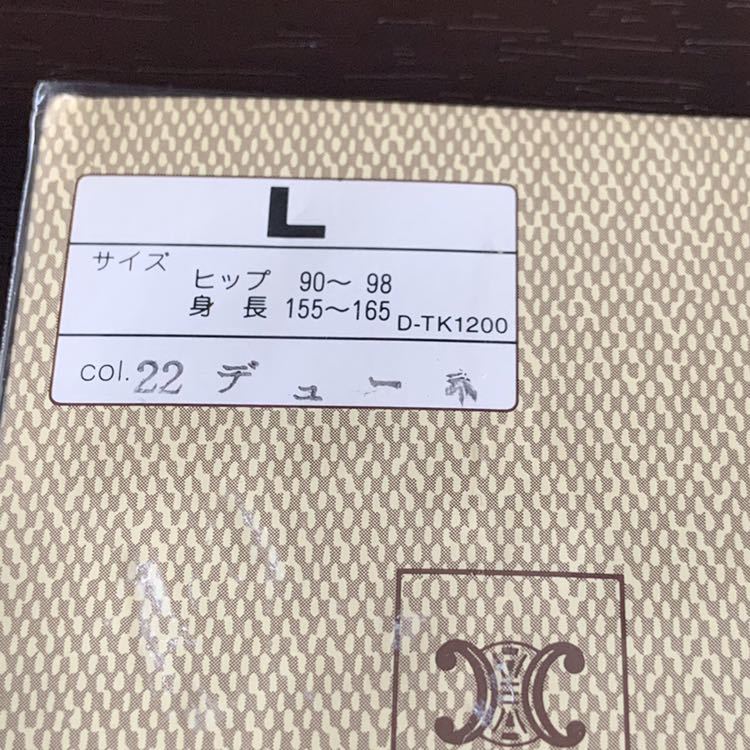 L
サイズ
ヒップ 90〜 98
身 長 155〜165 D-TK1200
col. 22 デューネ